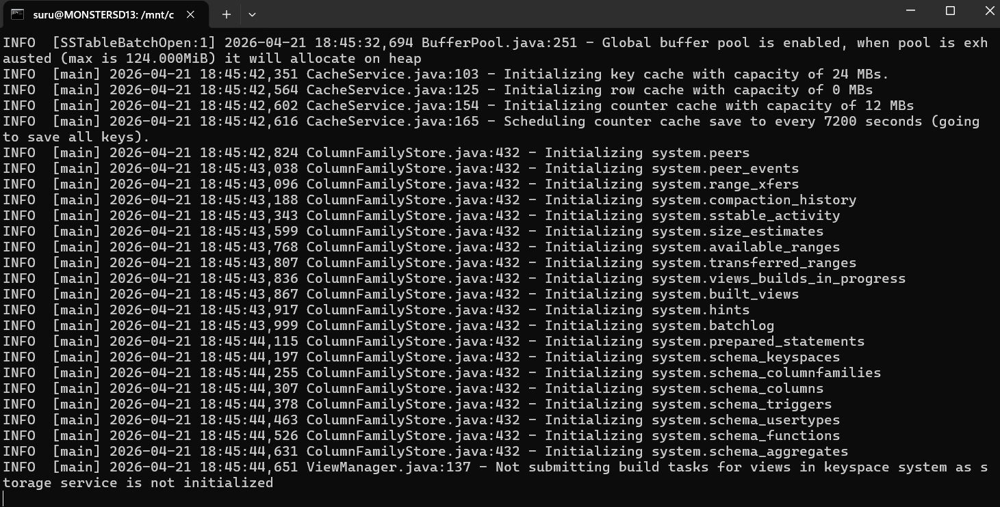 suru@MONSTERSD13: /mnt/c
INFO  [SSTableBatchOpen:1] 2026-04-21 18:45:32,694 BufferPool.java:251 - Global buffer pool is enabled, when pool is exh
austed (max is 124.000MiB) it will allocate on heap
INFO  [main] 2026-04-21 18:45:42,351 CacheService.java:103 - Initializing key cache with capacity of 24 MBs.
INFO  [main] 2026-04-21 18:45:42,564 CacheService.java:125 - Initializing row cache with capacity of 0 MBs
INFO  [main] 2026-04-21 18:45:42,602 CacheService.java:154 - Initializing counter cache with capacity of 12 MBs
INFO  [main] 2026-04-21 18:45:42,616 CacheService.java:165 - Scheduling counter cache save to every 7200 seconds (going
to save all keys).
INFO  [main] 2026-04-21 18:45:42,824 ColumnFamilyStore.java:432 - Initializing system.peers
INFO  [main] 2026-04-21 18:45:43,038 ColumnFamilyStore.java:432 - Initializing system.peer_events
INFO  [main] 2026-04-21 18:45:43,096 ColumnFamilyStore.java:432 - Initializing system.range_xfers
INFO  [main] 2026-04-21 18:45:43,188 ColumnFamilyStore.java:432 - Initializing system.compaction_history
INFO  [main] 2026-04-21 18:45:43,343 ColumnFamilyStore.java:432 - Initializing system.sstable_activity
INFO  [main] 2026-04-21 18:45:43,599 ColumnFamilyStore.java:432 - Initializing system.size_estimates
INFO  [main] 2026-04-21 18:45:43,768 ColumnFamilyStore.java:432 - Initializing system.available_ranges
INFO  [main] 2026-04-21 18:45:43,807 ColumnFamilyStore.java:432 - Initializing system.transferred_ranges
INFO  [main] 2026-04-21 18:45:43,836 ColumnFamilyStore.java:432 - Initializing system.views_builds_in_progress
INFO  [main] 2026-04-21 18:45:43,867 ColumnFamilyStore.java:432 - Initializing system.built_views
INFO  [main] 2026-04-21 18:45:43,917 ColumnFamilyStore.java:432 - Initializing system.hints
INFO  [main] 2026-04-21 18:45:43,999 ColumnFamilyStore.java:432 - Initializing system.batchlog
INFO  [main] 2026-04-21 18:45:44,115 ColumnFamilyStore.java:432 - Initializing system.prepared_statements
INFO  [main] 2026-04-21 18:45:44,197 ColumnFamilyStore.java:432 - Initializing system.schema_keyspaces
INFO  [main] 2026-04-21 18:45:44,255 ColumnFamilyStore.java:432 - Initializing system.schema_columnfamilies
INFO  [main] 2026-04-21 18:45:44,307 ColumnFamilyStore.java:432 - Initializing system.schema_columns
INFO  [main] 2026-04-21 18:45:44,378 ColumnFamilyStore.java:432 - Initializing system.schema_triggers
INFO  [main] 2026-04-21 18:45:44,463 ColumnFamilyStore.java:432 - Initializing system.schema_usertypes
INFO  [main] 2026-04-21 18:45:44,526 ColumnFamilyStore.java:432 - Initializing system.schema_functions
INFO  [main] 2026-04-21 18:45:44,631 ColumnFamilyStore.java:432 - Initializing system.schema_aggregates
INFO  [main] 2026-04-21 18:45:44,651 ViewManager.java:137 - Not submitting build tasks for views in keyspace system as s
torage service is not initialized